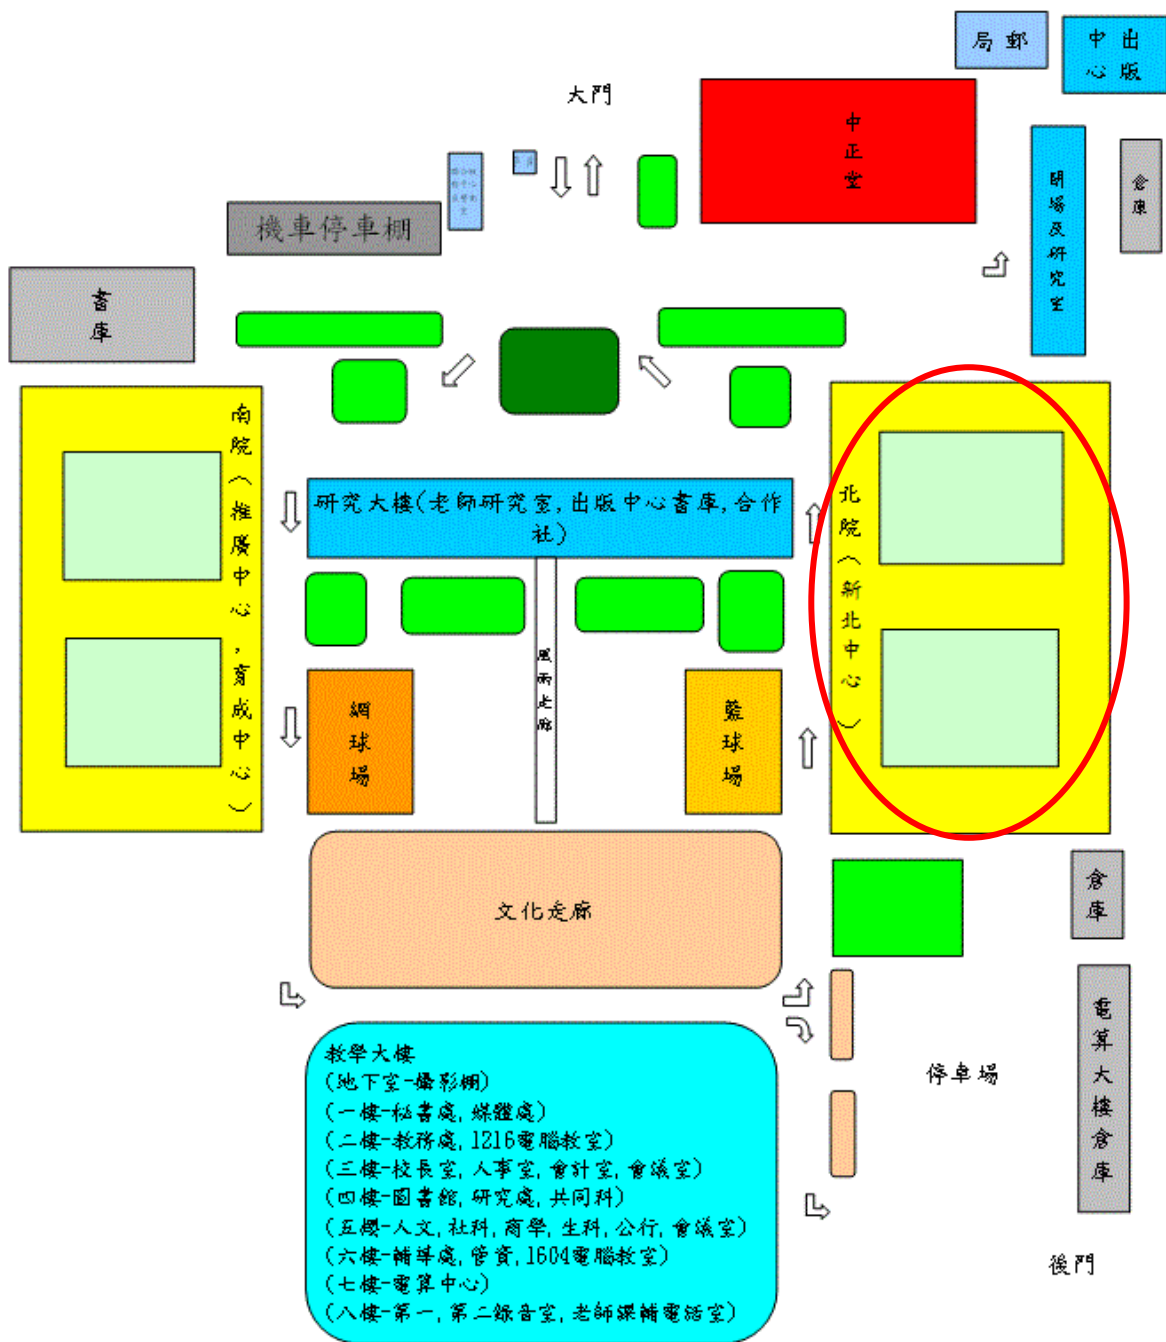 局郵
中出
心版
大門
中正堂
機車停車棚
書庫
開場及研究室
倉庫
南院(推廣中心,育成中心)
研究大樓(老師研究室,出版中心書庫,合作
社)
北院(新北中心)
風雨走廊
網球場
籃球場
文化走廊
倉庫
教學大樓
(地下室-攝影棚)
(一樓-秘書處,媒體處)
(二樓-教務處,1216電腦教室)
(三樓-校長室,人事室,會計室,會議室)
(四樓-圖書館,研究處,共同科)
(五樓-人文,社科,商學,生科,公行,會議室)
(六樓-輔導處,管資,1604電腦教室)
(七樓-電算中心)
(八樓-第一,第二錄音室,老師課輔電話室)
停車場
電算大樓倉庫
後門